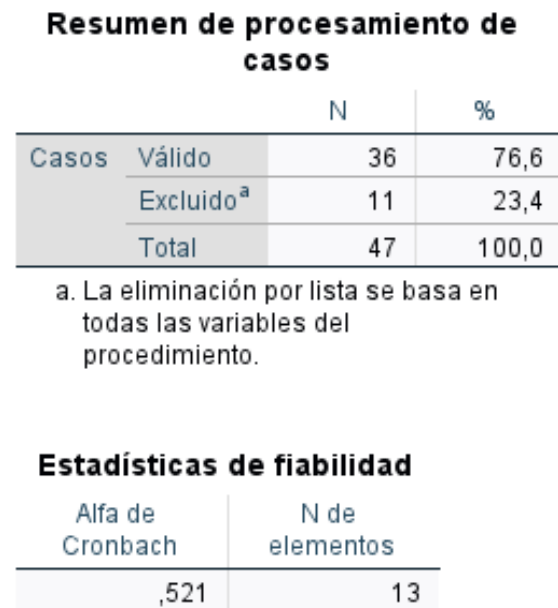 Resumen de procesamiento de
casos
N %
Casos Válido 36 76,6
Excluidoª 11 23,4
Total 47 100,0
a. La eliminación por lista se basa en
todas las variables del
procedimiento.
Estadísticas de fiabilidad
Alfa de N de
Cronbach elementos
,521 13